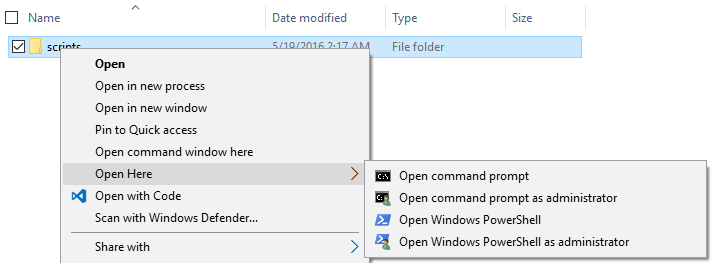 Name Date modified Type Size
scripts 5/19/2016 2:17 AM File folder
Open
Open in new process
Open in new window
Pin to Quick access
Open command window here
Open Here
Open with Code
Scan with Windows Defender...
Share with
Open command prompt
Open command prompt as administrator
Open Windows PowerShell
Open Windows PowerShell as administrator